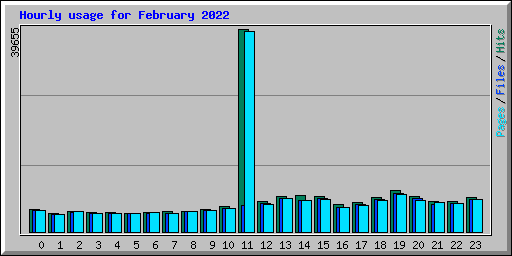 Hourly usage for February 2022
39655
Pages/Files/Hits
0 1 2 3 4 5 6 7 8 9 10 11 12 13 14 15 16 17 18 19 20 21 22 23